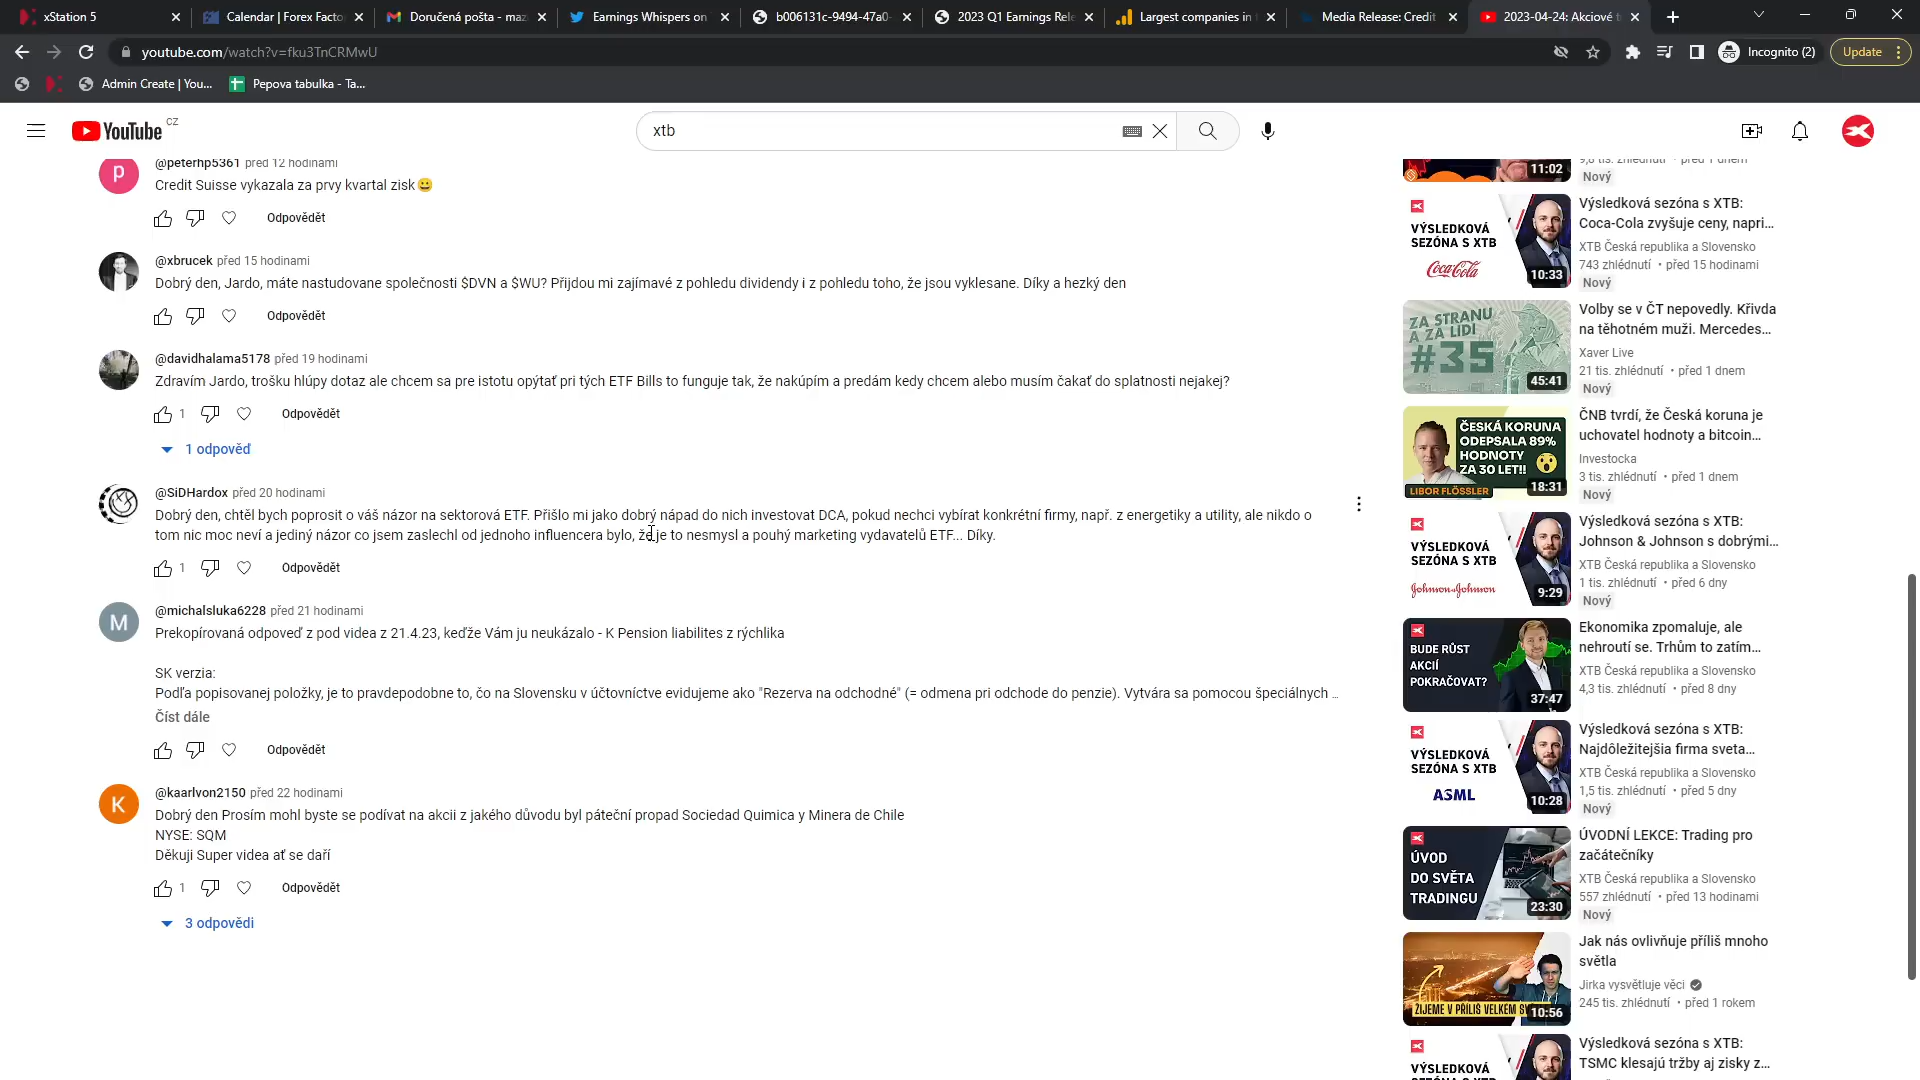 xStation 5
Calendar | Forex Facto
Doručená pošta - maz
Earnings Whispers on
b006131c-9494-47a0-
2023 Q1 Earnings Rele
Largest companies in
Media Release: Credit
2023-04-24: Akciové t
youtube.com/watch?v=fku3TnCRMwU
Incognito (2)
Update
Admin Create | You...
Pepova tabulka - Ta...
YouTube CZ
xtb
@peterhp5361 před 12 hodinami
Credit Suisse vykazala za prvy kvartal zisk😀
Odpovědět
@xbrucek před 15 hodinami
Dobrý den, Jardo, máte nastudovane společnosti $DVN a $WU? Přijdou mi zajímavé z pohledu dividendy i z pohledu toho, že jsou vyklesane. Díky a hezký den
Odpovědět
@davidhalama5178 před 19 hodinami
Zdravím Jardo, trošku hlúpy dotaz ale chcem sa pre istotu opýtať pri tých ETF Bills to funguje tak, že nakúpím a predám kedy chcem alebo musím čakať do splatnosti nejakej?
1 Odpovědět
1 odpověď
@SiDHardox před 20 hodinami
Dobrý den, chtěl bych poprosit o váš názor na sektorová ETF. Přišlo mi jako dobrý nápad do nich investovat DCA, pokud nechci vybírat konkrétní firmy, např. z energetiky a utility, ale nikdo o
tom nic moc neví a jediný názor co jsem zaslechl od jednoho influencera bylo, že je to nesmysl a pouhý marketing vydavatelů ETF... Díky.
1 Odpovědět
@michalsluka6228 před 21 hodinami
Prekopírovaná odpoveď z pod videa z 21.4.23, keďže Vám ju neukázalo - K Pension liabilites z rýchlika
SK verzia:
Podľa popisovanej položky, je to pravdepodobne to, čo na Slovensku v účtovníctve evidujeme ako "Rezerva na odchodné" (= odmena pri odchode do penzie). Vytvára sa pomocou špeciálnych ...
Číst dále
Odpovědět
@kaarlvon2150 před 22 hodinami
Dobrý den Prosím mohl byste se podívat na akcii z jakého důvodu byl páteční propad Sociedad Quimica y Minera de Chile
NYSE: SQM
Děkuji Super videa ať se daří
1 Odpovědět
3 odpovědi
11:02
9,8 tis. zhlédnutí • před 1 dnem
Nový
VÝSLEDKOVÁ
SEZÓNA S XTB
Coca-Cola
10:33
Výsledková sezóna s XTB:
Coca-Cola zvyšuje ceny, napri...
XTB Česká republika a Slovensko
743 zhlédnutí • před 15 hodinami
Nový
ZA STRANU
A ZA LIDI
#35
45:41
Volby se v ČT nepovedly. Křivda
na těhotném muži. Mercedes...
Xaver Live
21 tis. zhlédnutí • před 1 dnem
Nový
ČESKÁ KORUNA
ODEPSALA 89%
HODNOTY
ZA 30 LET!!
LIBOR FLÖSSLER
18:31
ČNB tvrdí, že Česká koruna je
uchovatel hodnoty a bitcoin...
Investocka
3 tis. zhlédnutí • před 1 dnem
Nový
VÝSLEDKOVÁ
SEZÓNA S XTB
Johnson & Johnson
9:29
Výsledková sezóna s XTB:
Johnson & Johnson s dobrými...
XTB Česká republika a Slovensko
1 tis. zhlédnutí • před 6 dny
Nový
BUDE RŮST
AKCIÍ
POKRAČOVAT?
37:47
Ekonomika zpomaluje, ale
nehroutí se. Trhům to zatím...
XTB Česká republika a Slovensko
4,3 tis. zhlédnutí • před 8 dny
VÝSLEDKOVÁ
SEZÓNA S XTB
ASML
10:28
Výsledková sezóna s XTB:
Najdôležitejšia firma sveta...
XTB Česká republika a Slovensko
1,5 tis. zhlédnutí • před 5 dny
Nový
ÚVOD
DO SVĚTA
TRADINGU
23:30
ÚVODNÍ LEKCE: Trading pro
začátečníky
XTB Česká republika a Slovensko
557 zhlédnutí • před 13 hodinami
Nový
ŽIJEME V PŘÍLIŠ VELKEM
10:56
Jak nás ovlivňuje příliš mnoho
světla
Jirka vysvětluje věci
245 tis. zhlédnutí • před 1 rokem
VÝSLEDKOVÁ
SEZÓNA S XTB
Výsledková sezóna s XTB:
TSMC klesajú tržby aj zisky z...
P
M
K